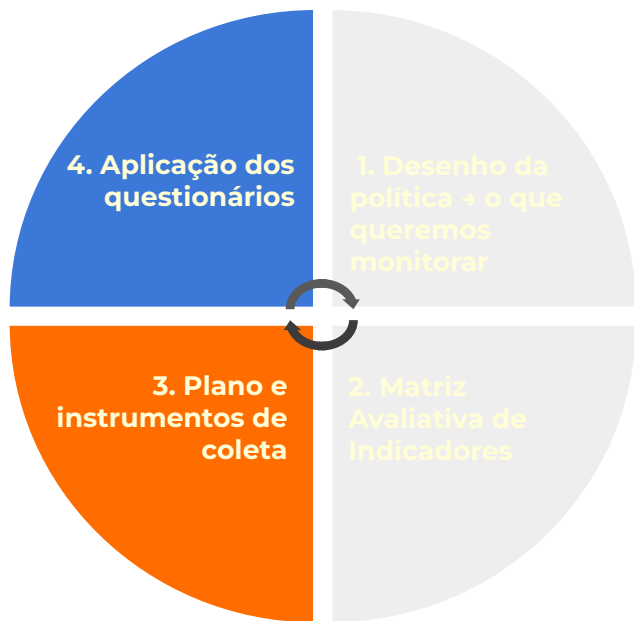 4. Aplicação dos
questionários
1. Desenho da
política → o que
queremos
monitorar
3. Plano e
instrumentos de
coleta
2. Matriz
Avaliativa de
Indicadores